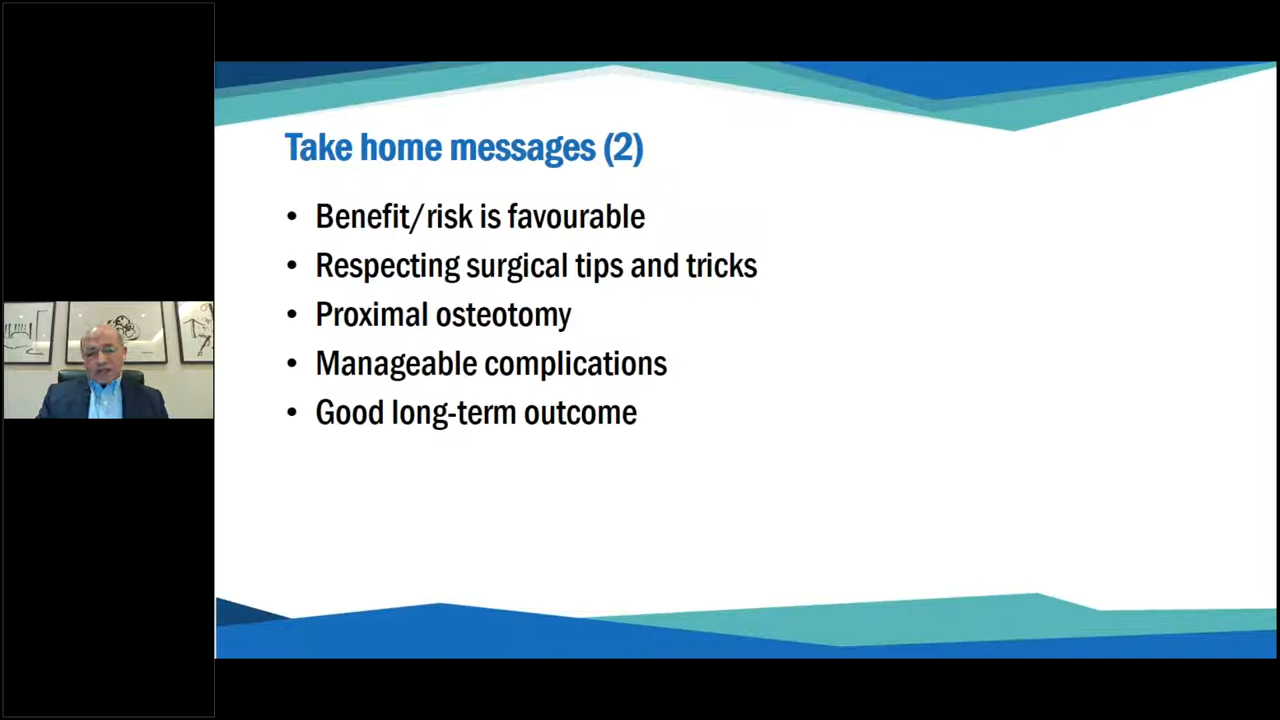 Take home messages (2)
• Benefit/risk is favourable
• Respecting surgical tips and tricks
• Proximal osteotomy
• Manageable complications
• Good long-term outcome